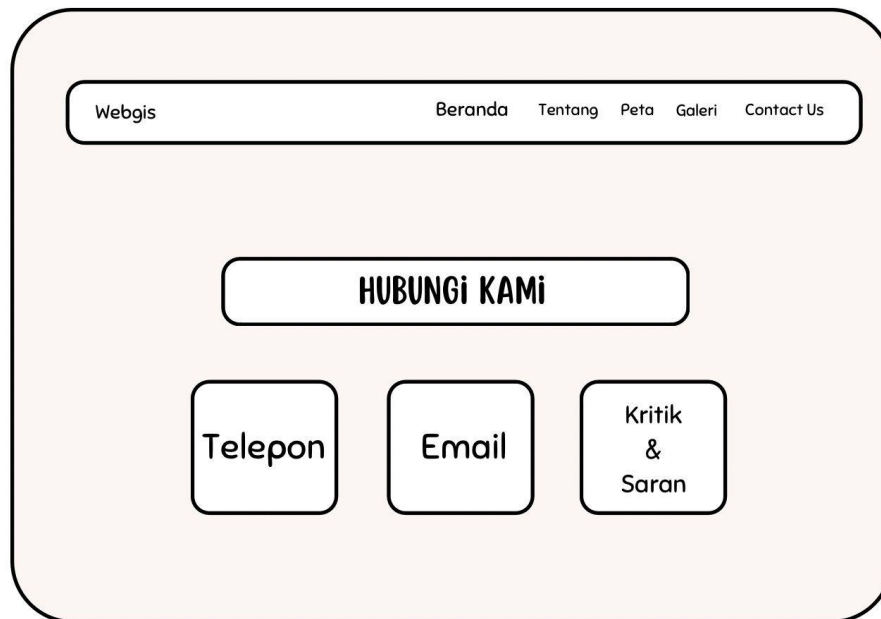 Webgis Beranda Tentang Peta Galeri Contact Us
HUBUNGi KAMi
Telepon
Email
Kritik
&
Saran